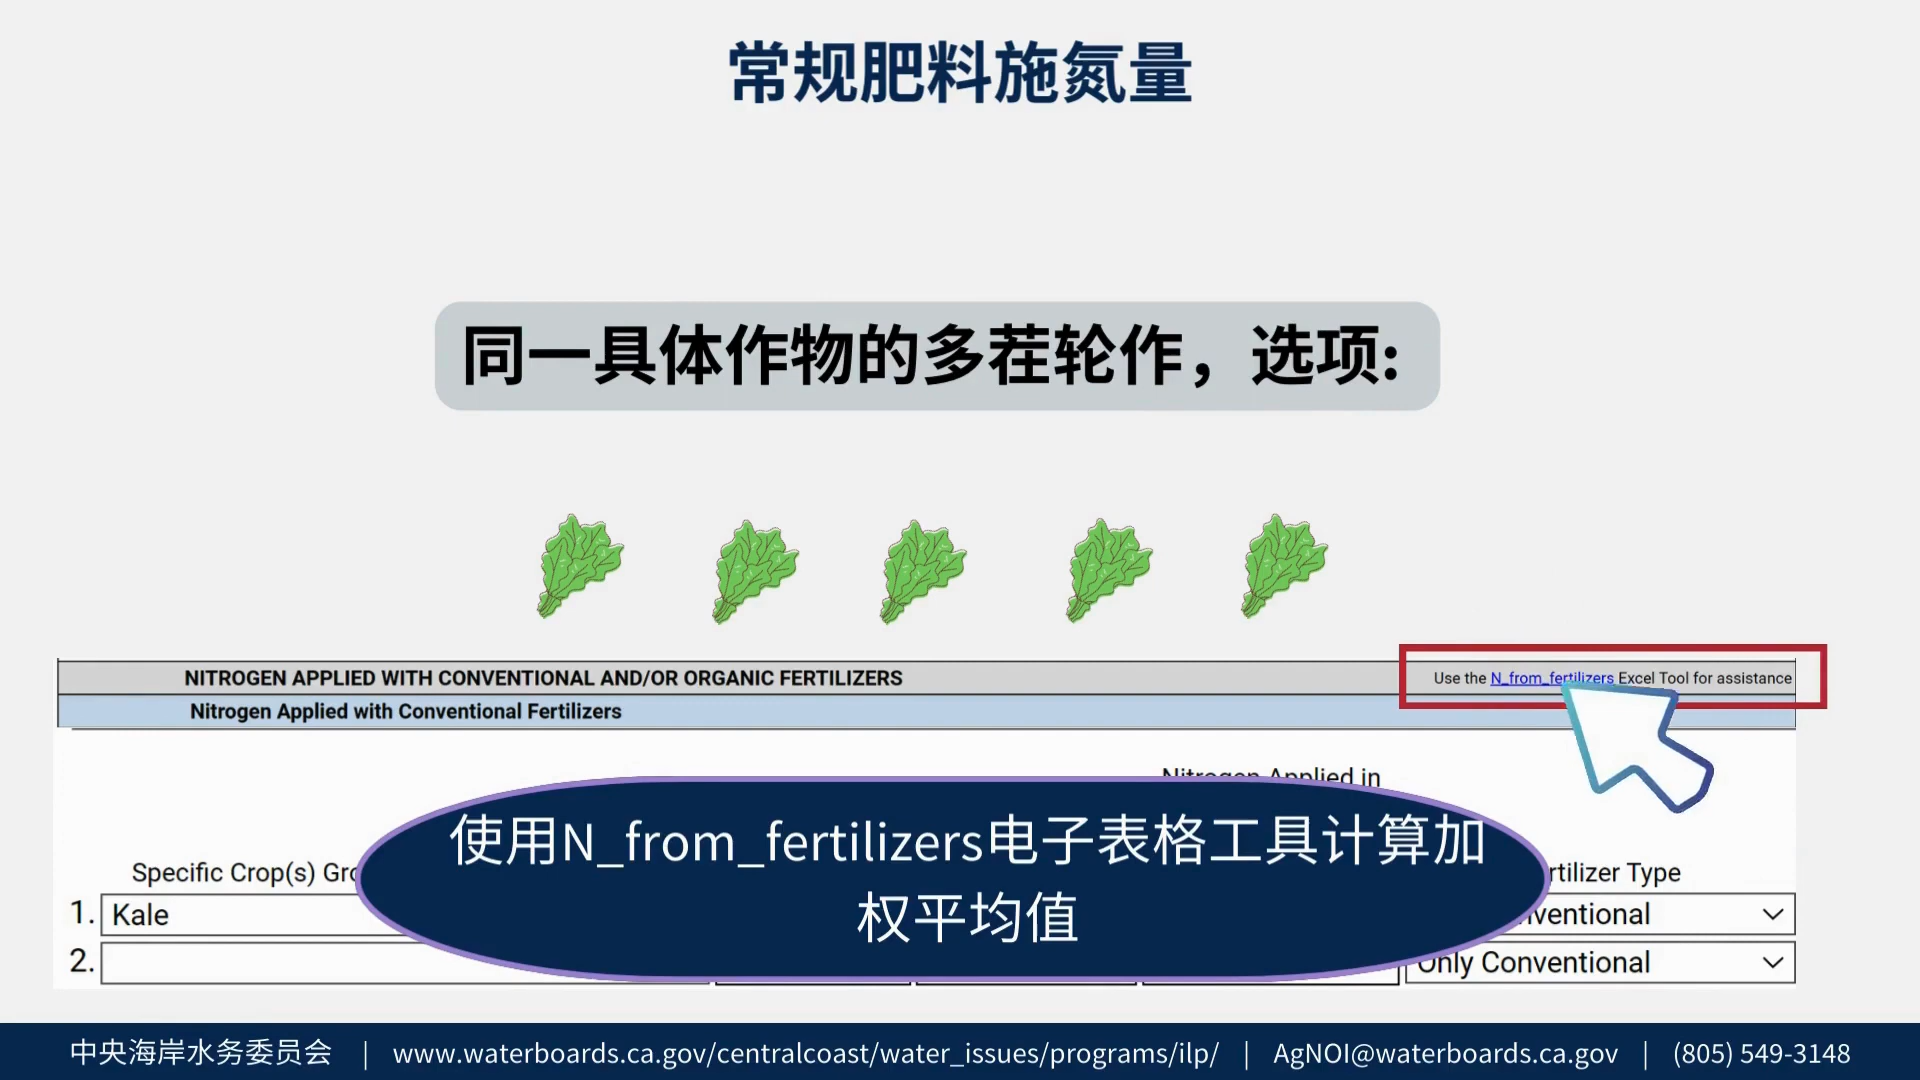 常规肥料施氮量
同一具体作物的多茬轮作，选项:
NITROGEN APPLIED WITH CONVENTIONAL AND/OR ORGANIC FERTILIZERS
Use the N_from_fertilizers Excel Tool for assistance
Nitrogen Applied with Conventional Fertilizers
Nitrogen Applied in
使用N_from_fertilizers电子表格工具计算加
权平均值
Specific Crop(s)
Type
1. Kale
2.
Only Conventional
中央海岸水务委员会 | www.waterboards.ca.gov/centralcoast/water_issues/programs/ilp/ | AgNOI@waterboards.ca.gov | (805) 549-3148